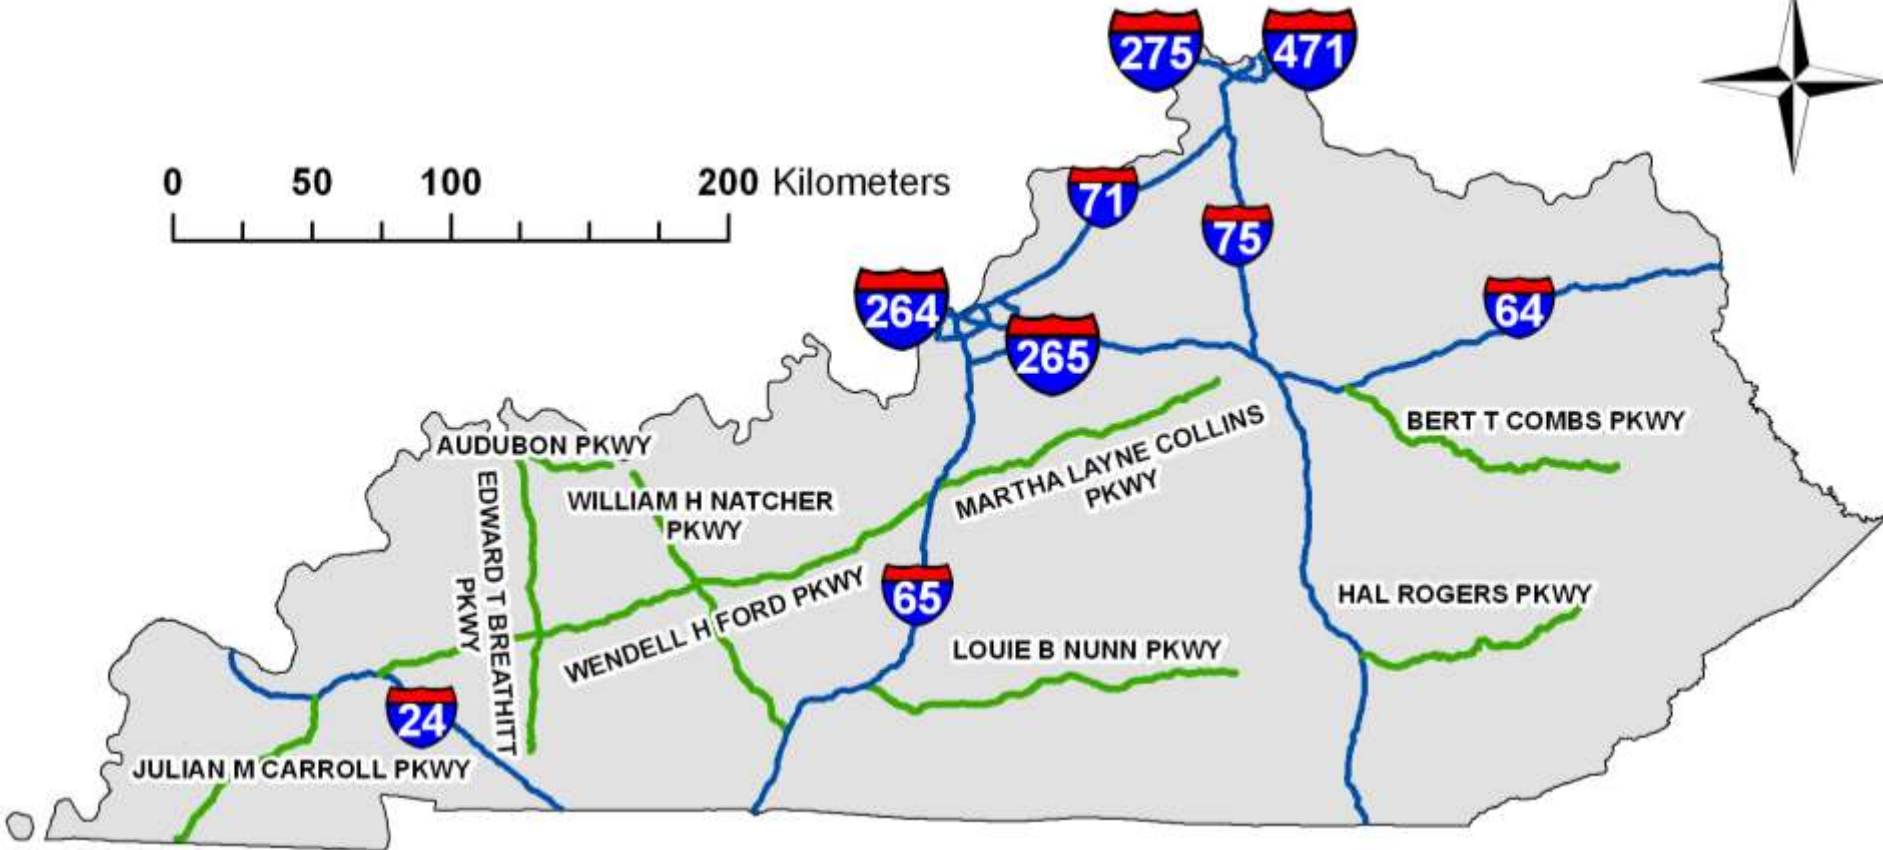 275
471
0 50 100 200 Kilometers
71
75
264
265
64
AUDUBON PKWY
BERT T COMBS PKWY
EDWARD T BREATHITT
PKWY
WILLIAM H NATCHER
PKWY
MARTHA LAYNE COLLINS
PKWY
WENDELL H FORD PKWY
65
HAL ROGERS PKWY
LOUIE B NUNN PKWY
24
JULIAN M CARROLL PKWY